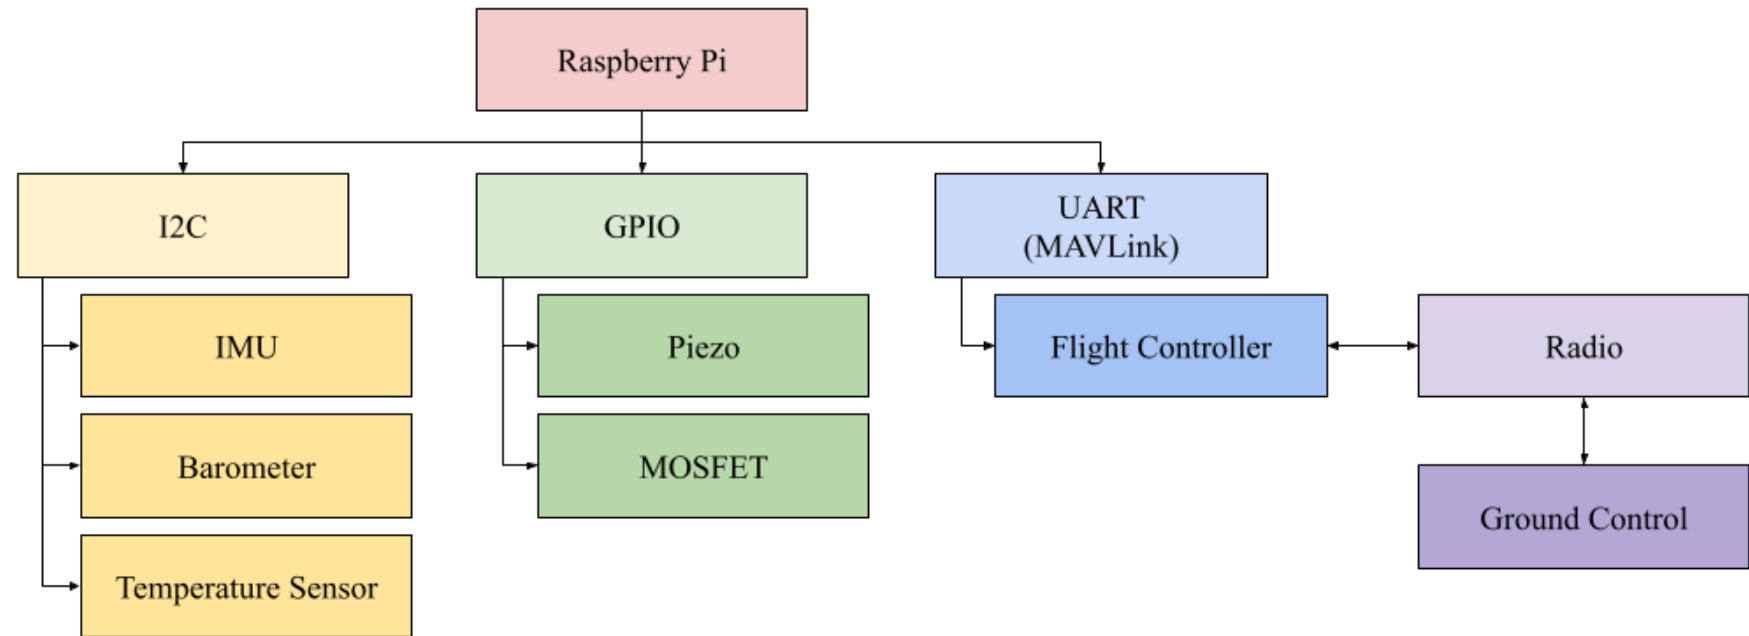 Raspberry Pi
I2C
GPIO
UART
(MAVLink)
IMU
Piezo
Flight Controller
Radio
Barometer
MOSFET
Ground Control
Temperature Sensor